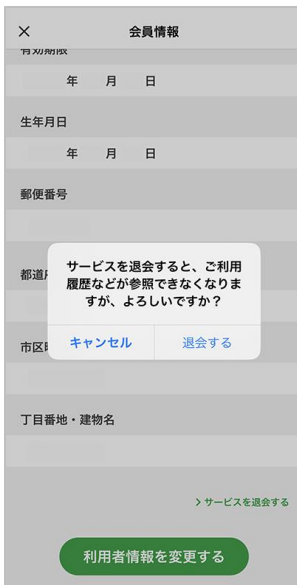 会員情報
有効期限
年 月 日
生年月日
年 月 日
郵便番号
サービスを退会すると、ご利用
履歴などが参照できなくなりま
すが、よろしいですか？
キャンセル 退会する
都道
市区
丁目番地・建物名
>サービスを退会する
利用者情報を変更する